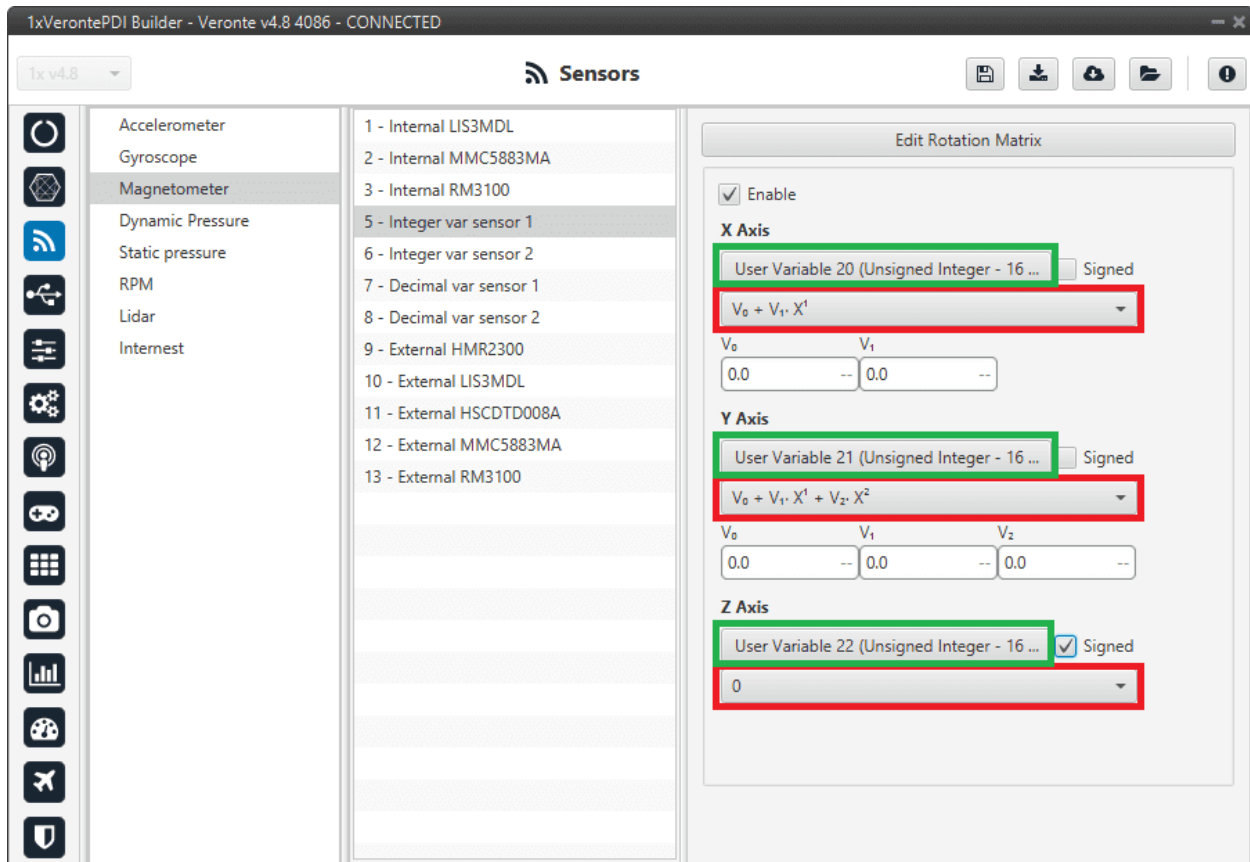 1xVerontePDI Builder - Veronte v4.8 4086 - CONNECTED
1x v4.8
Sensors
Accelerometer
Gyroscope
Magnetometer
Dynamic Pressure
Static pressure
RPM
Lidar
Internest
1 - Internal LIS3MDL
2 - Internal MMC5883MA
3 - Internal RM3100
5 - Integer var sensor 1
6 - Integer var sensor 2
7 - Decimal var sensor 1
8 - Decimal var sensor 2
9 - External HMR2300
10 - External LIS3MDL
11 - External HSCDTD008A
12 - External MMC5883MA
13 - External RM3100
Edit Rotation Matrix
Enable
X Axis
User Variable 20 (Unsigned Integer - 16 ... Signed
V₀ + V₁· X¹
V₀ V₁
0.0 -- 0.0 --
Y Axis
User Variable 21 (Unsigned Integer - 16 ... Signed
V₀ + V₁· X¹ + V₂· X²
V₀ V₁ V₂
0.0 -- 0.0 -- 0.0 --
Z Axis
User Variable 22 (Unsigned Integer - 16 ... Signed
0